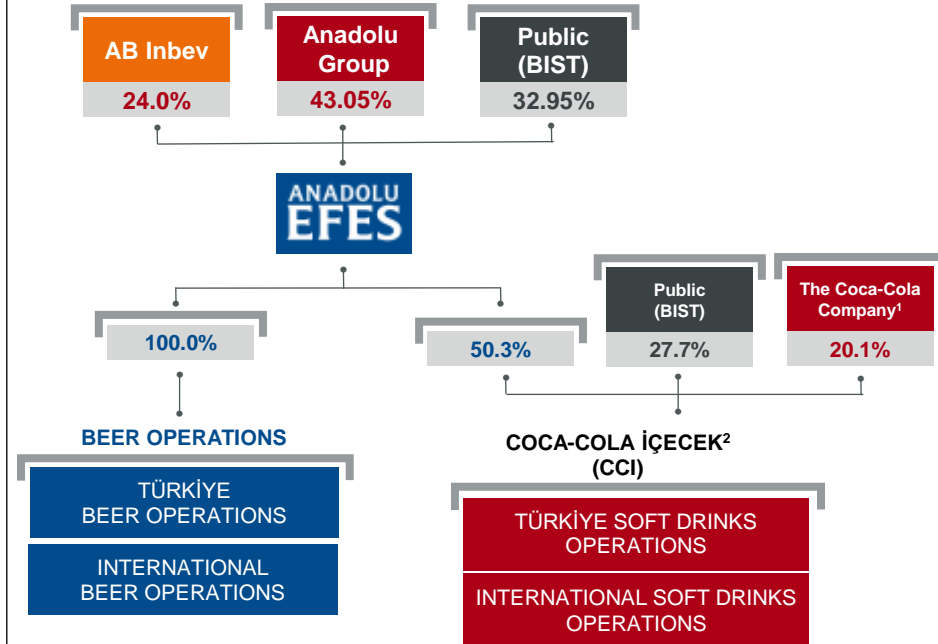 AB Inbev
24.0%
Anadolu
Group
43.05%
Public
(BIST)
32.95%
ANADOLU
EFES
100.0%
50.3%
Public
(BIST)
27.7%
The Coca-Cola
Company¹
20.1%
BEER OPERATIONS
TÜRKİYE
BEER OPERATIONS
INTERNATIONAL
BEER OPERATIONS
COCA-COLA İÇECEK²
(CCI)
TÜRKİYE SOFT DRINKS
OPERATIONS
INTERNATIONAL SOFT DRINKS
OPERATIONS